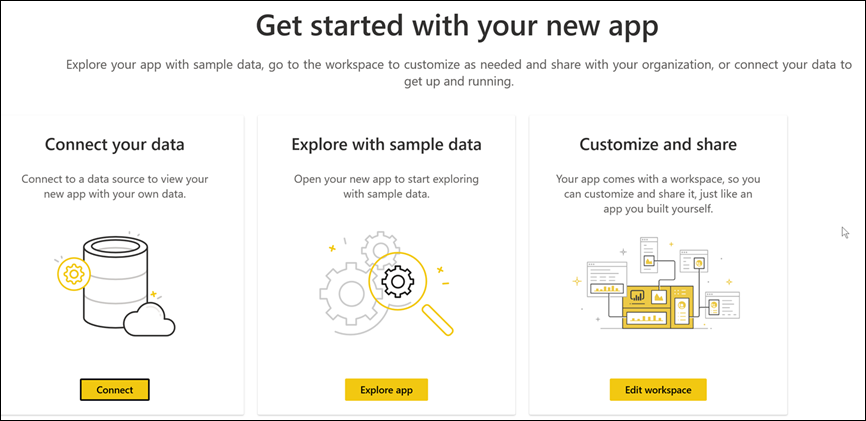 Get started with your new app
Explore your app with sample data, go to the workspace to customize as needed and share with your organization, or connect your data to
get up and running.
Connect your data
Connect to a data source to view your
new app with your own data.
Connect
Explore with sample data
Open your new app to start exploring
with sample data.
Explore app
Customize and share
Your app comes with a workspace, so you
can customize and share it, just like an
app you built yourself.
Edit workspace